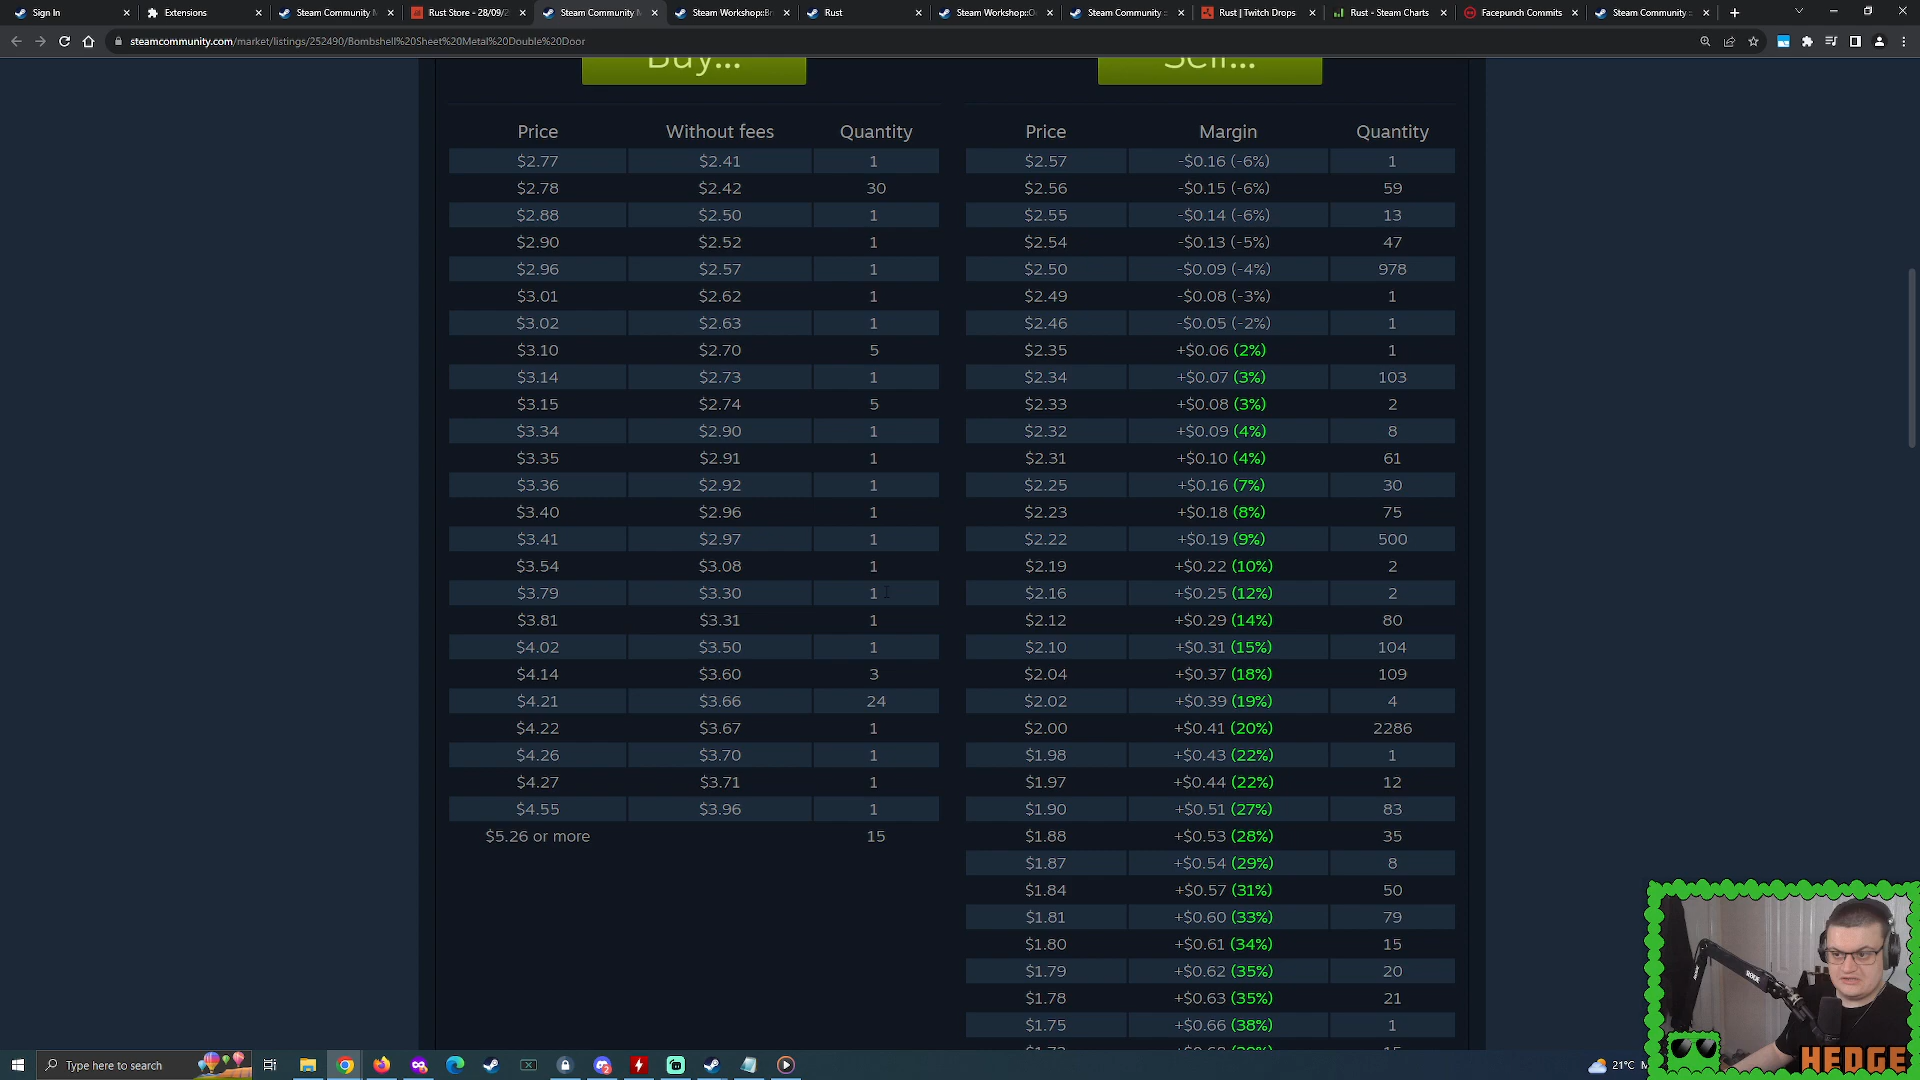 Sign In
Extensions
Steam Community M
Rust Store - 28/09/2
Steam Community M
Steam Workshop::Br
Rust
Steam Workshop::O
Steam Community ::
Rust | Twitch Drops
Rust - Steam Charts
Facepunch Commits
Steam Community ::
steamcommunity.com/market/listings/252490/Bombshell%20Sheet%20Metal%20Double%20Door
Buy...
Sell...
Price Without fees Quantity
$2.77 $2.41 1
$2.78 $2.42 30
$2.88 $2.50 1
$2.90 $2.52 1
$2.96 $2.57 1
$3.01 $2.62 1
$3.02 $2.63 1
$3.10 $2.70 5
$3.14 $2.73 1
$3.15 $2.74 5
$3.34 $2.90 1
$3.35 $2.91 1
$3.36 $2.92 1
$3.40 $2.96 1
$3.41 $2.97 1
$3.54 $3.08 1
$3.79 $3.30 1
$3.81 $3.31 1
$4.02 $3.50 1
$4.14 $3.60 3
$4.21 $3.66 24
$4.22 $3.67 1
$4.26 $3.70 1
$4.27 $3.71 1
$4.55 $3.96 1
$5.26 or more 15
Price Margin Quantity
$2.57 -$0.16 (-6%) 1
$2.56 -$0.15 (-6%) 59
$2.55 -$0.14 (-6%) 13
$2.54 -$0.13 (-5%) 47
$2.50 -$0.09 (-4%) 978
$2.49 -$0.08 (-3%) 1
$2.46 -$0.05 (-2%) 1
$2.35 +$0.06 (2%) 1
$2.34 +$0.07 (3%) 103
$2.33 +$0.08 (3%) 2
$2.32 +$0.09 (4%) 8
$2.31 +$0.10 (4%) 61
$2.25 +$0.16 (7%) 30
$2.23 +$0.18 (8%) 75
$2.22 +$0.19 (9%) 500
$2.19 +$0.22 (10%) 2
$2.16 +$0.25 (12%) 2
$2.12 +$0.29 (14%) 80
$2.10 +$0.31 (15%) 104
$2.04 +$0.37 (18%) 109
$2.02 +$0.39 (19%) 4
$2.00 +$0.41 (20%) 2286
$1.98 +$0.43 (22%) 1
$1.97 +$0.44 (22%) 12
$1.90 +$0.51 (27%) 83
$1.88 +$0.53 (28%) 35
$1.87 +$0.54 (29%) 8
$1.84 +$0.57 (31%) 50
$1.81 +$0.60 (33%) 79
$1.80 +$0.61 (34%) 15
$1.79 +$0.62 (35%) 20
$1.78 +$0.63 (35%) 21
$1.75 +$0.66 (38%) 1
RODE
HEDGE
Type here to search
21°C